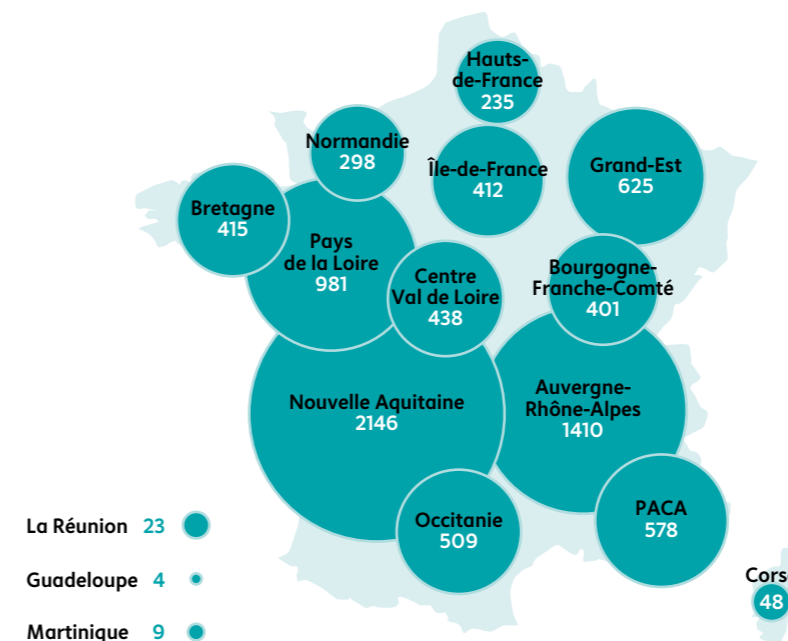 Hauts-
de-France
235
Normandie
298
Île-de-France
412
Grand-Est
625
Bretagne
415
Pays
de la Loire
981
Centre
Val de Loire
438
Bourgogne-
Franche-Comté
401
Nouvelle Aquitaine
2146
Auvergne-
Rhône-Alpes
1410
Occitanie
509
PACA
578
La Réunion 23
Guadeloupe 4
Martinique 9
Corse
48